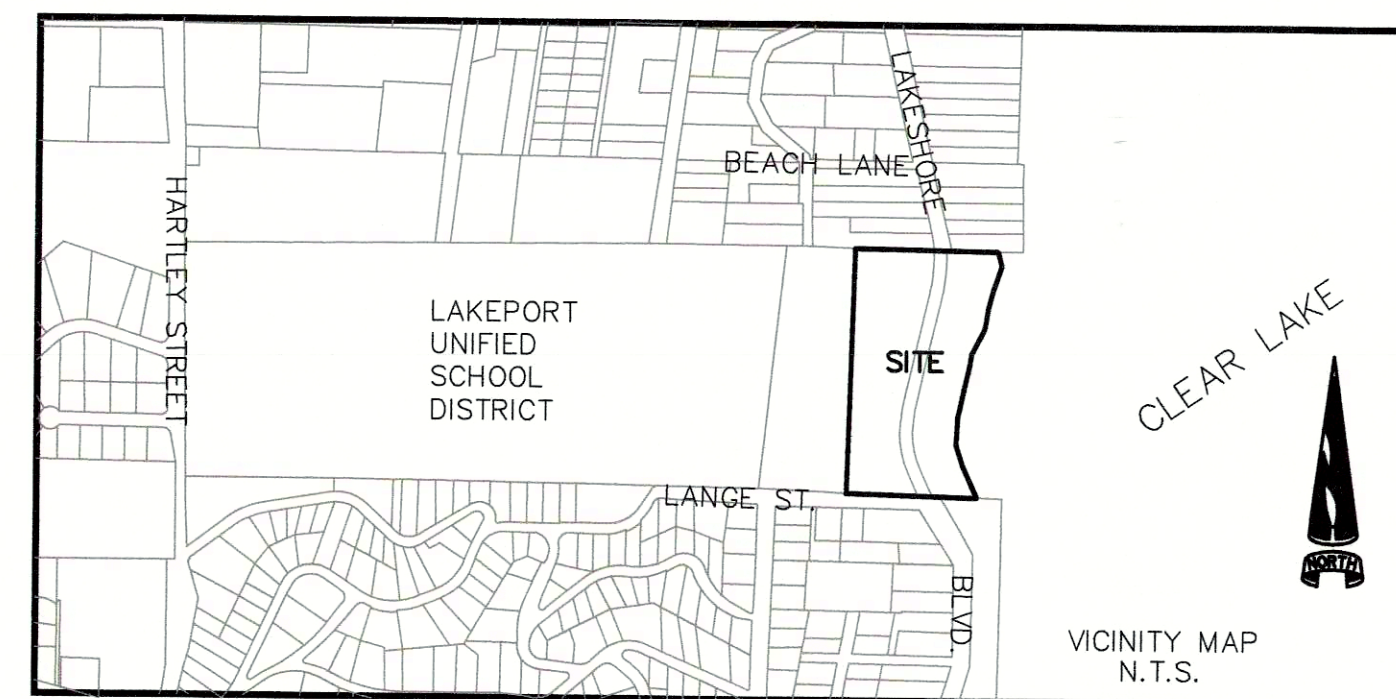 LAKESHORE
BEACH LANE
HARTLEY STREET
LAKEPORT
UNIFIED
SCHOOL
DISTRICT
SITE
CLEAR LAKE
LANGE ST.
NORTH
BLVD.
VICINITY MAP
N.T.S.